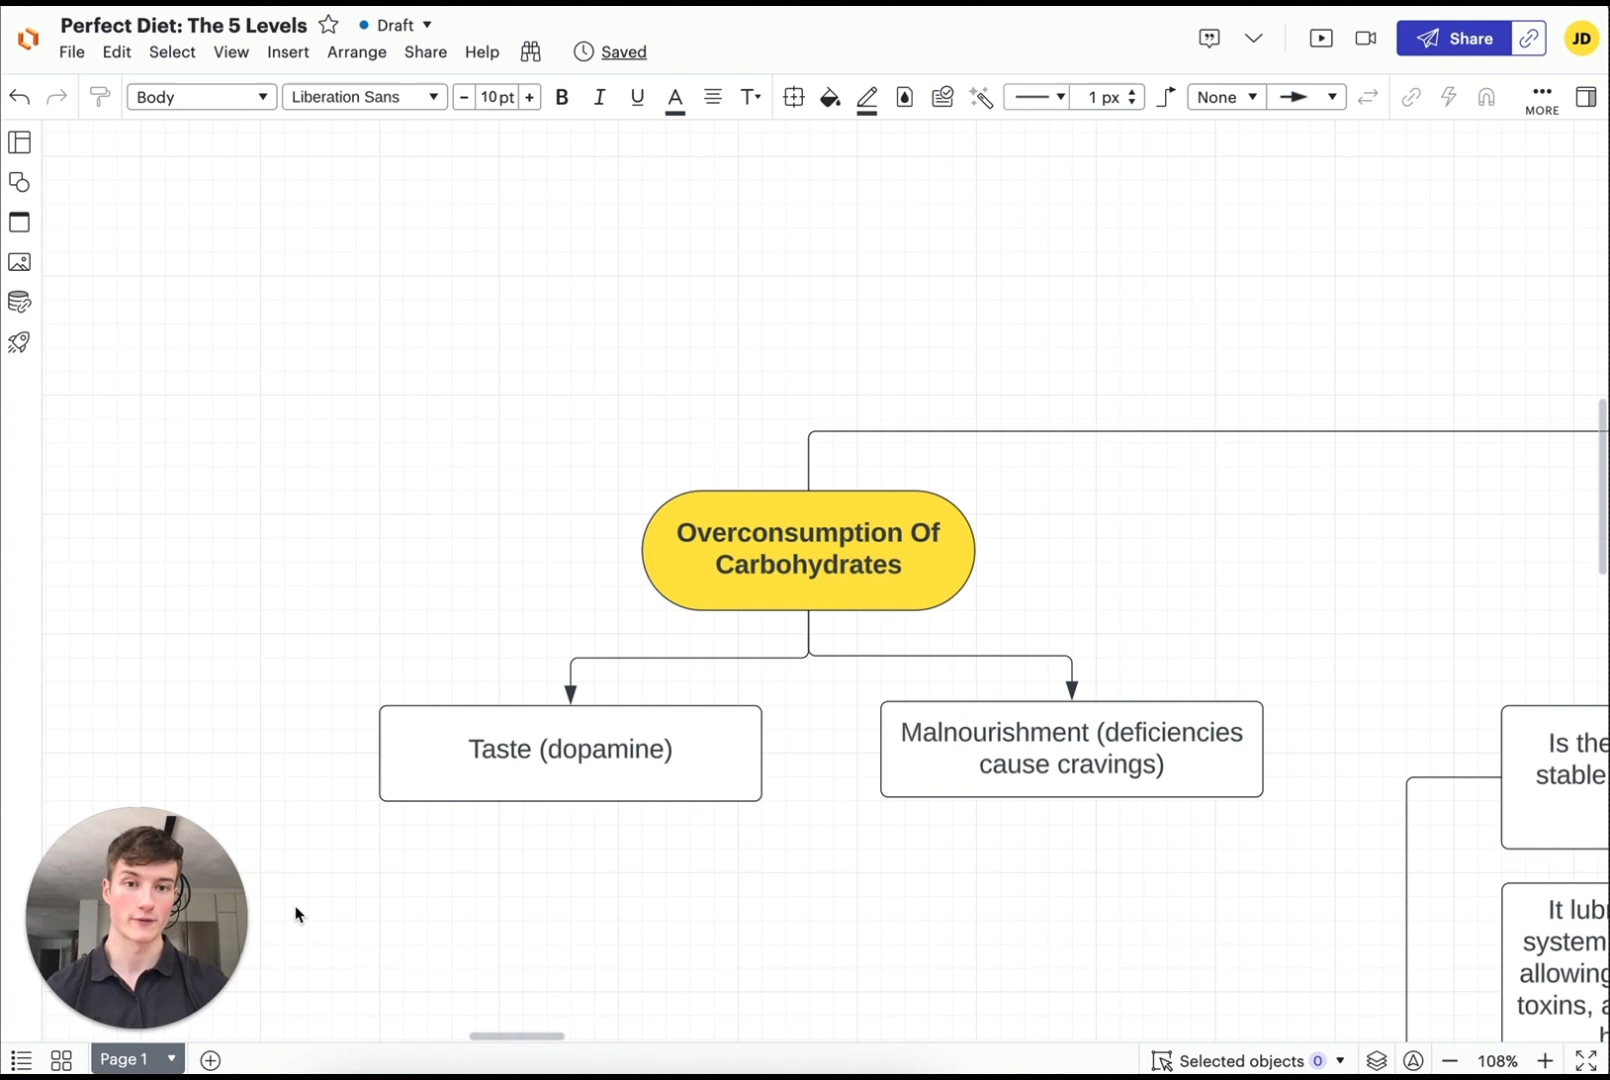 Perfect Diet: The 5 Levels
Draft
File Edit Select View Insert Arrange Share Help Saved
Share
JD
Body Liberation Sans - 10 pt + B I U A T 1 px None MORE
Overconsumption Of
Carbohydrates
Taste (dopamine)
Malnourishment (deficiencies
cause cravings)
Is the
stable
It lub
system
allowing
toxins,
Page 1
Selected objects 0
108%